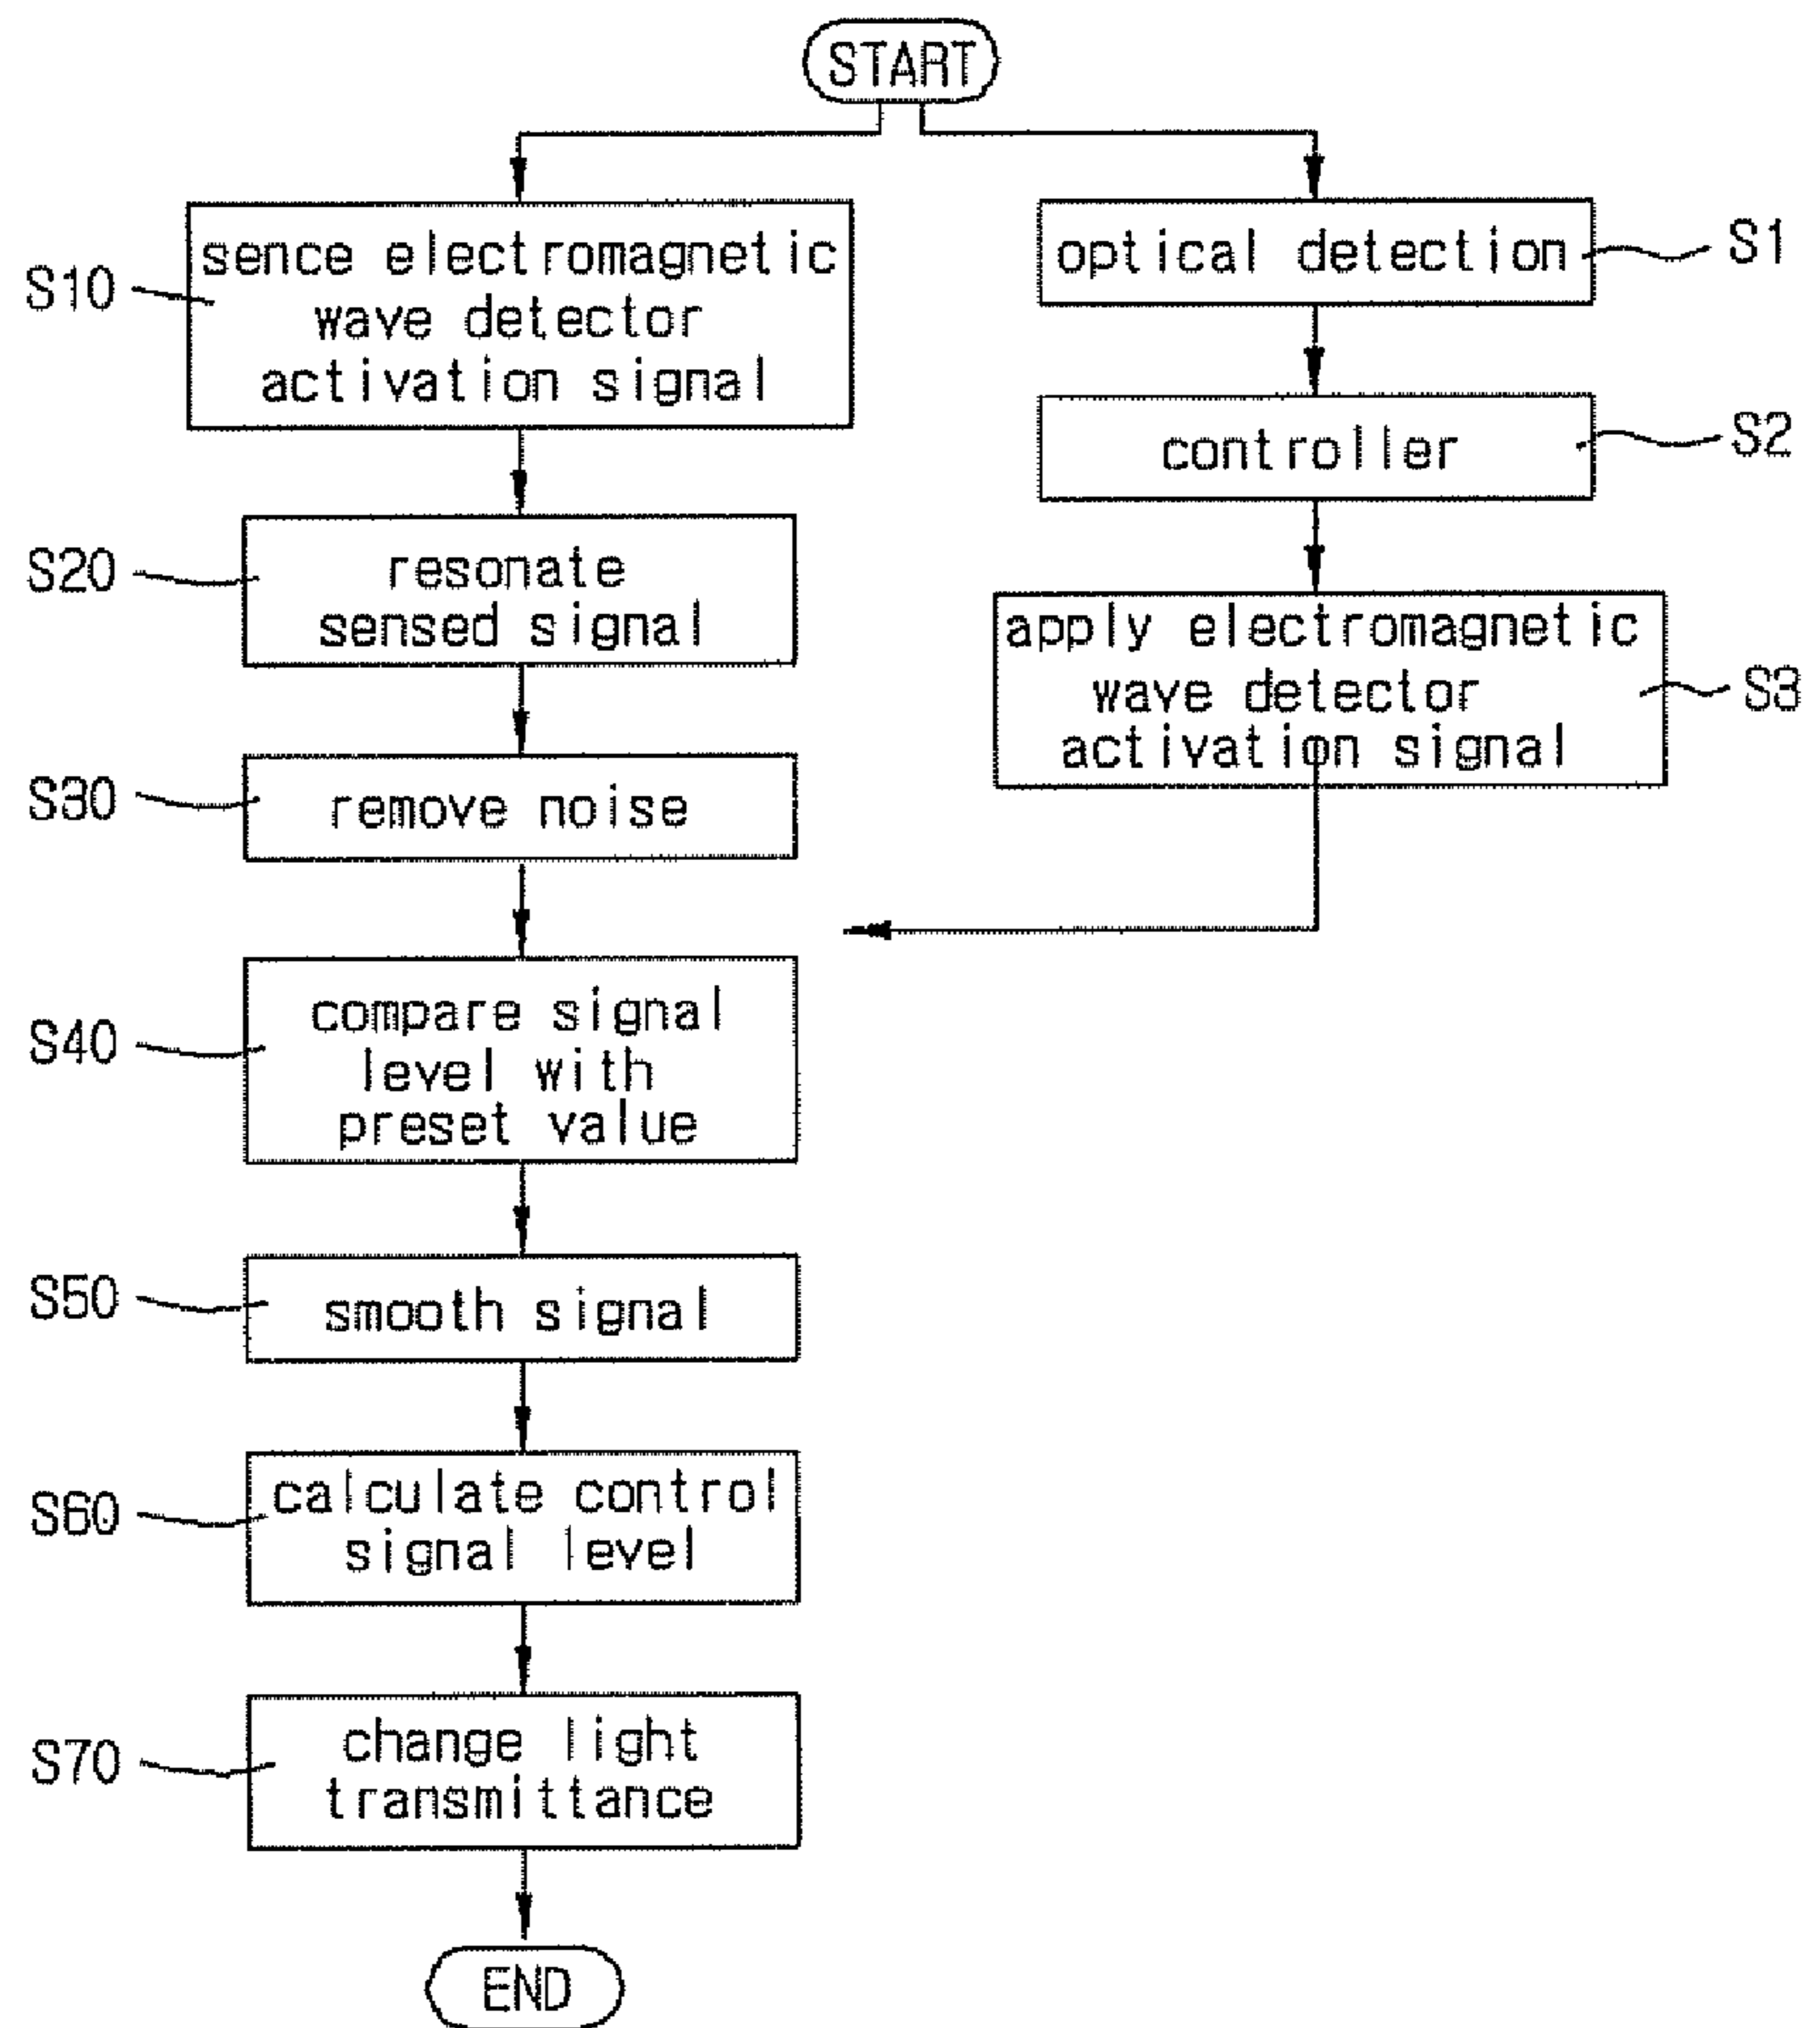 START
sence electromagnetic
wave detector
activation signal
S10
optical detection
S1
controller
S2
resonate
sensed signal
S20
apply electromagnetic
wave detector
activation signal
S3
remove noise
S30
compare signal
level with
preset value
S40
smooth signal
S50
calculate control
signal level
S60
change light
transmittance
S70
END